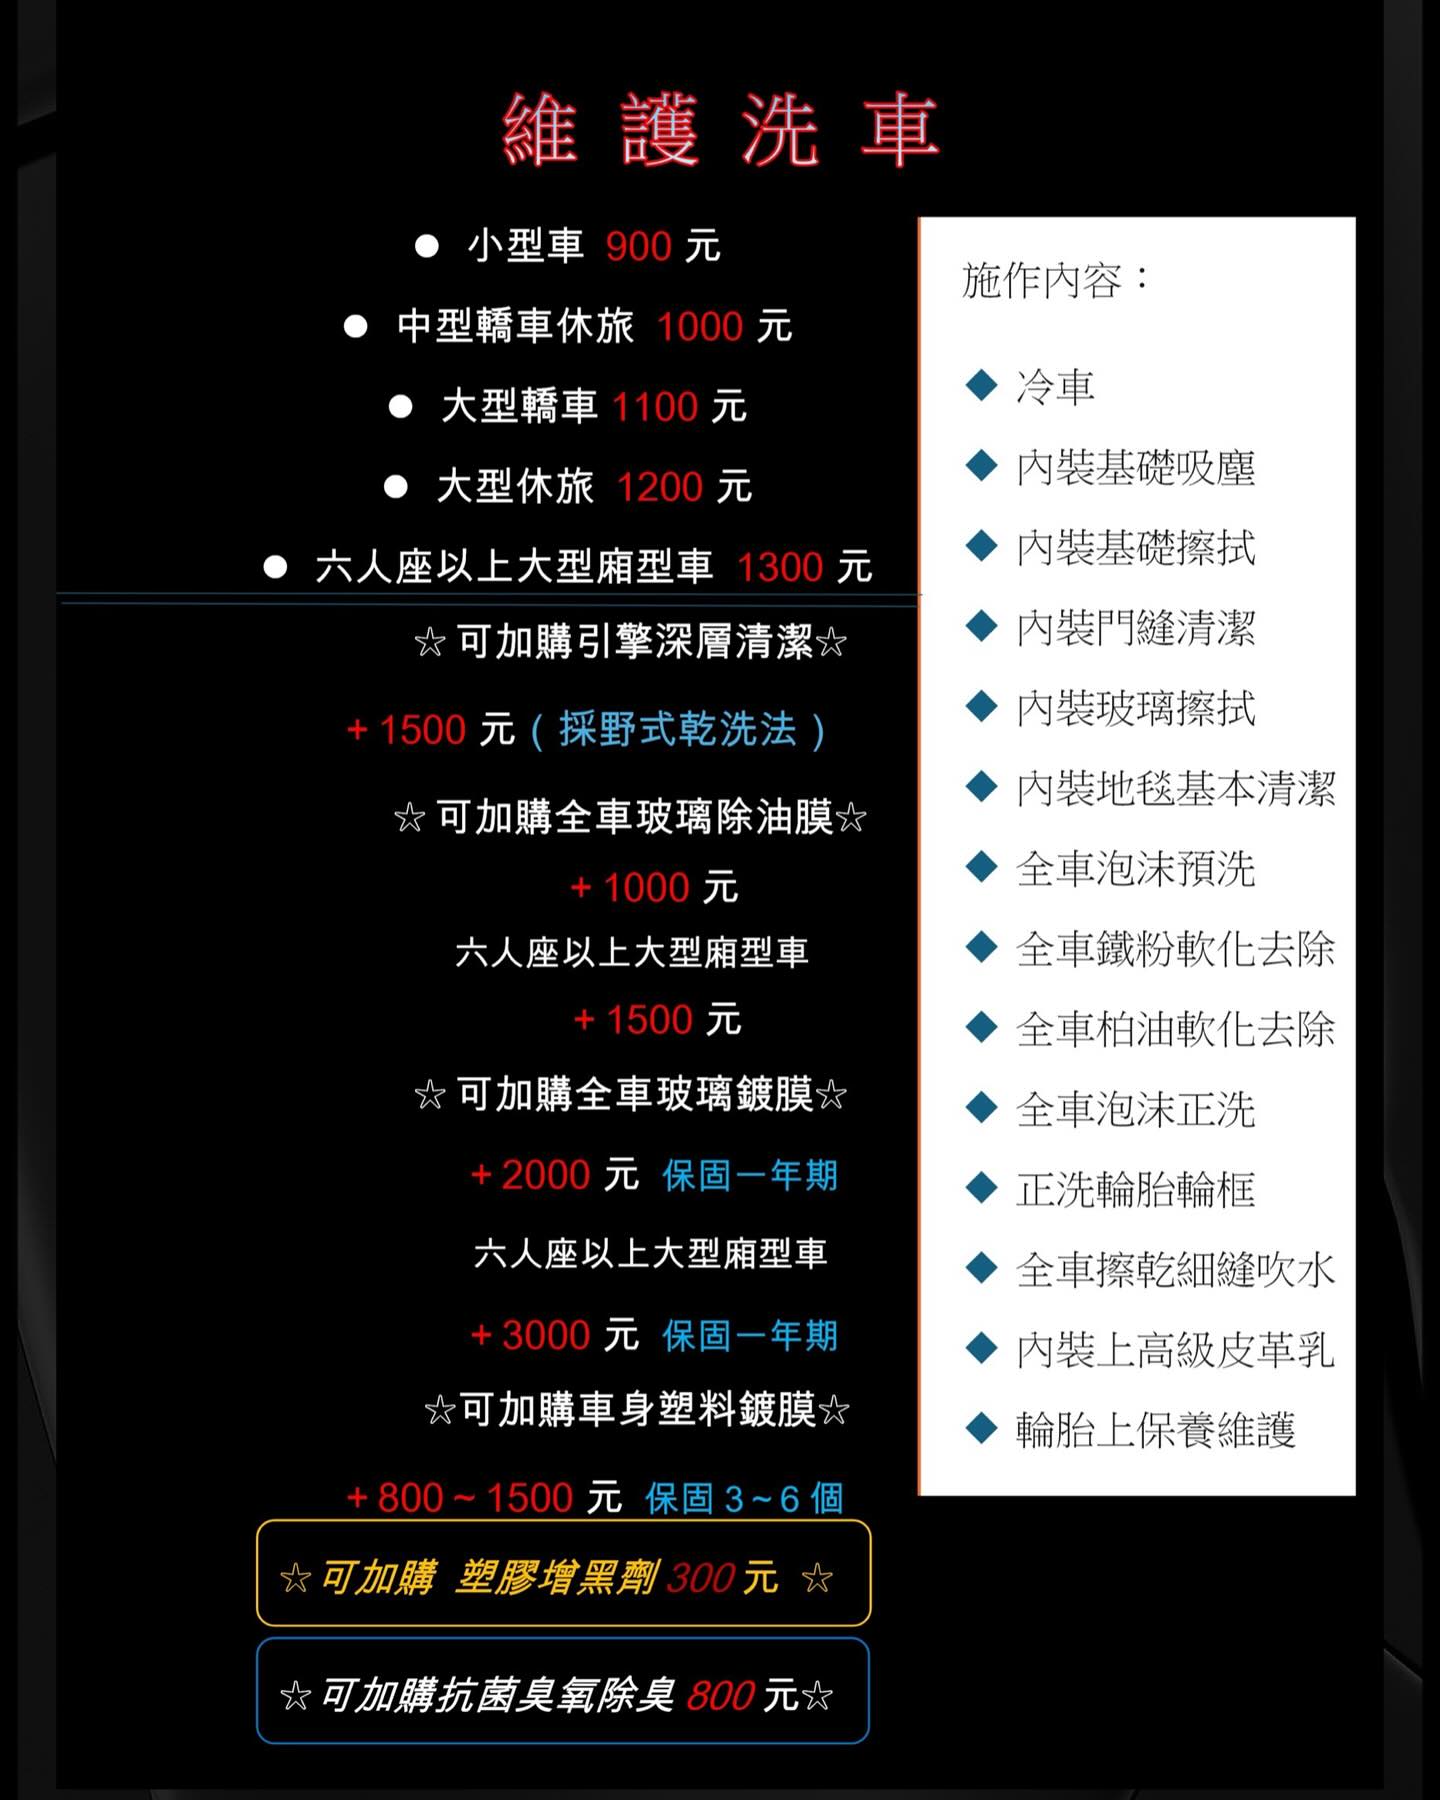 維護洗車
● 小型車 900 元
● 中型轎車休旅 1000 元
● 大型轎車 1100 元
● 大型休旅 1200 元
● 六人座以上大型廂型車 1300 元
☆可加購引擎深層清潔☆
+1500 元(採野式乾洗法)
☆可加購全車玻璃除油膜☆
+1000 元
六人座以上大型廂型車
+1500 元
☆可加購全車玻璃鍍膜☆
+2000 元 保固一年期
六人座以上大型廂型車
+3000 元 保固一年期
☆可加購車身塑料鍍膜☆
+800~1500 元 保固 3~6 個
☆可加購 塑膠增黑劑 300 元 ☆
☆可加購抗菌臭氧除臭 800 元☆
施作內容：
◆ 冷車
◆ 內裝基礎吸塵
◆ 內裝基礎擦拭
◆ 內裝門縫清潔
◆ 內裝玻璃擦拭
◆ 內裝地毯基本清潔
◆ 全車泡沫預洗
◆ 全車鐵粉軟化去除
◆ 全車柏油軟化去除
◆ 全車泡沫正洗
◆ 正洗輪胎輪框
◆ 全車擦乾細縫吹水
◆ 內裝上高級皮革乳
◆ 輪胎上保養維護